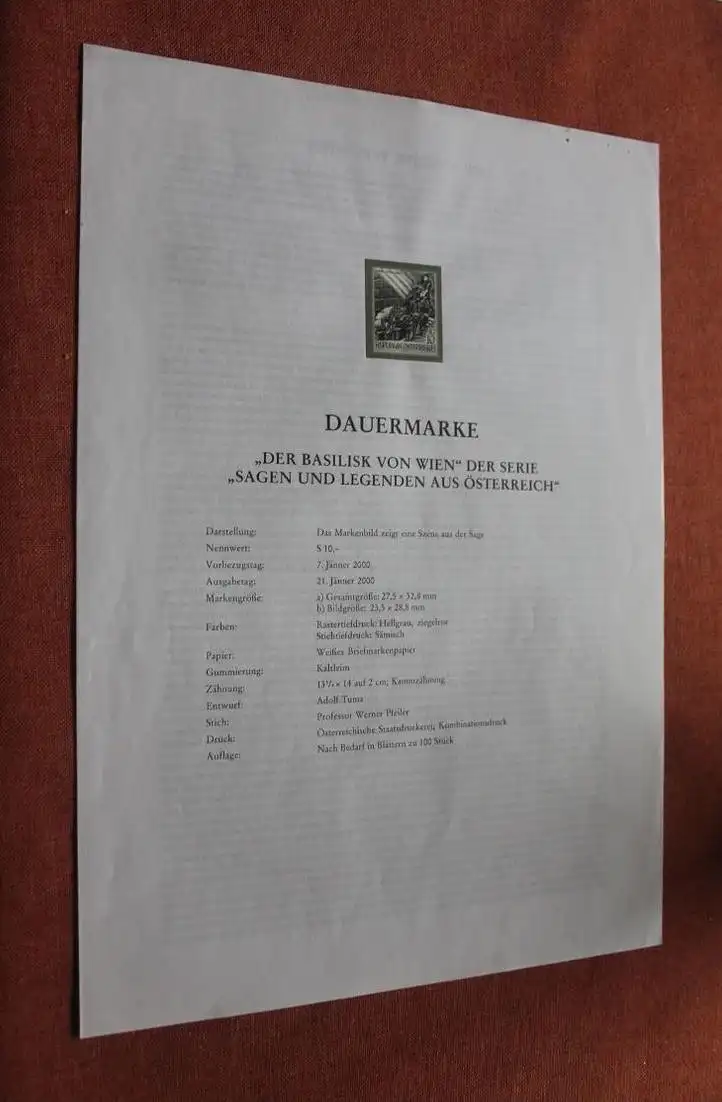 REPUBLIK ÖSTERREICH
DAUERMARKE
„DER BASILISK VON WIEN“ DER SERIE
„SAGEN UND LEGENDEN AUS ÖSTERREICH“
Darstellung: Das Markenbild zeigt eine Szene aus der Sage
Nennwert: S 10,–
Vorbezugstag: 7. Jänner 2000
Ausgabetag: 21. Jänner 2000
Markengröße: a) Gesamtgröße: 27,5 × 32,8 mm
b) Bildgröße: 23,5 × 28,8 mm
Farben: Rastertiefdruck: Hellgrau, ziegelrot
Stichtiefdruck: Sämisch
Papier: Weißes Briefmarkenpapier
Gummierung: Kaltleim
Zähnung: × 14 auf 2 cm; Kammzähnung
Entwurf: Adolf Tuma
Stich: Professor Werner Pfeiler
Druck: Österreichische Staatsdruckerei; Kombinationsdruck
Auflage: Nach Bedarf in Blättern zu 100 Stück